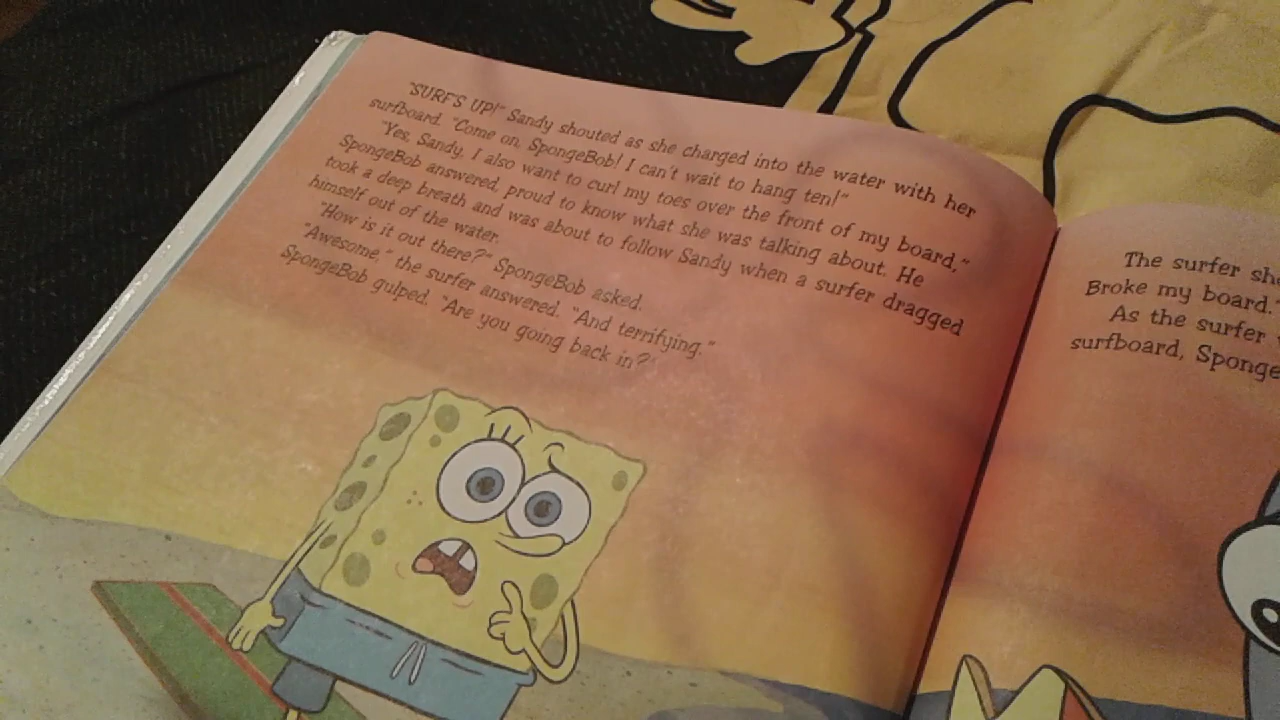 "SURF'S UP!" Sandy shouted as she charged into the water with her
surfboard. "Come on, SpongeBob! I can't wait to hang ten!"
"Yes, Sandy, I also want to curl my toes over the front of my board,"
SpongeBob answered, proud to know what she was talking about. He
took a deep breath and was about to follow Sandy when a surfer dragged
himself out of the water.
"How is it out there?" SpongeBob asked.
"Awesome," the surfer answered. "And terrifying."
SpongeBob gulped. "Are you going back in?"
The surfer
Broke my board."
As the surfer
surfboard,